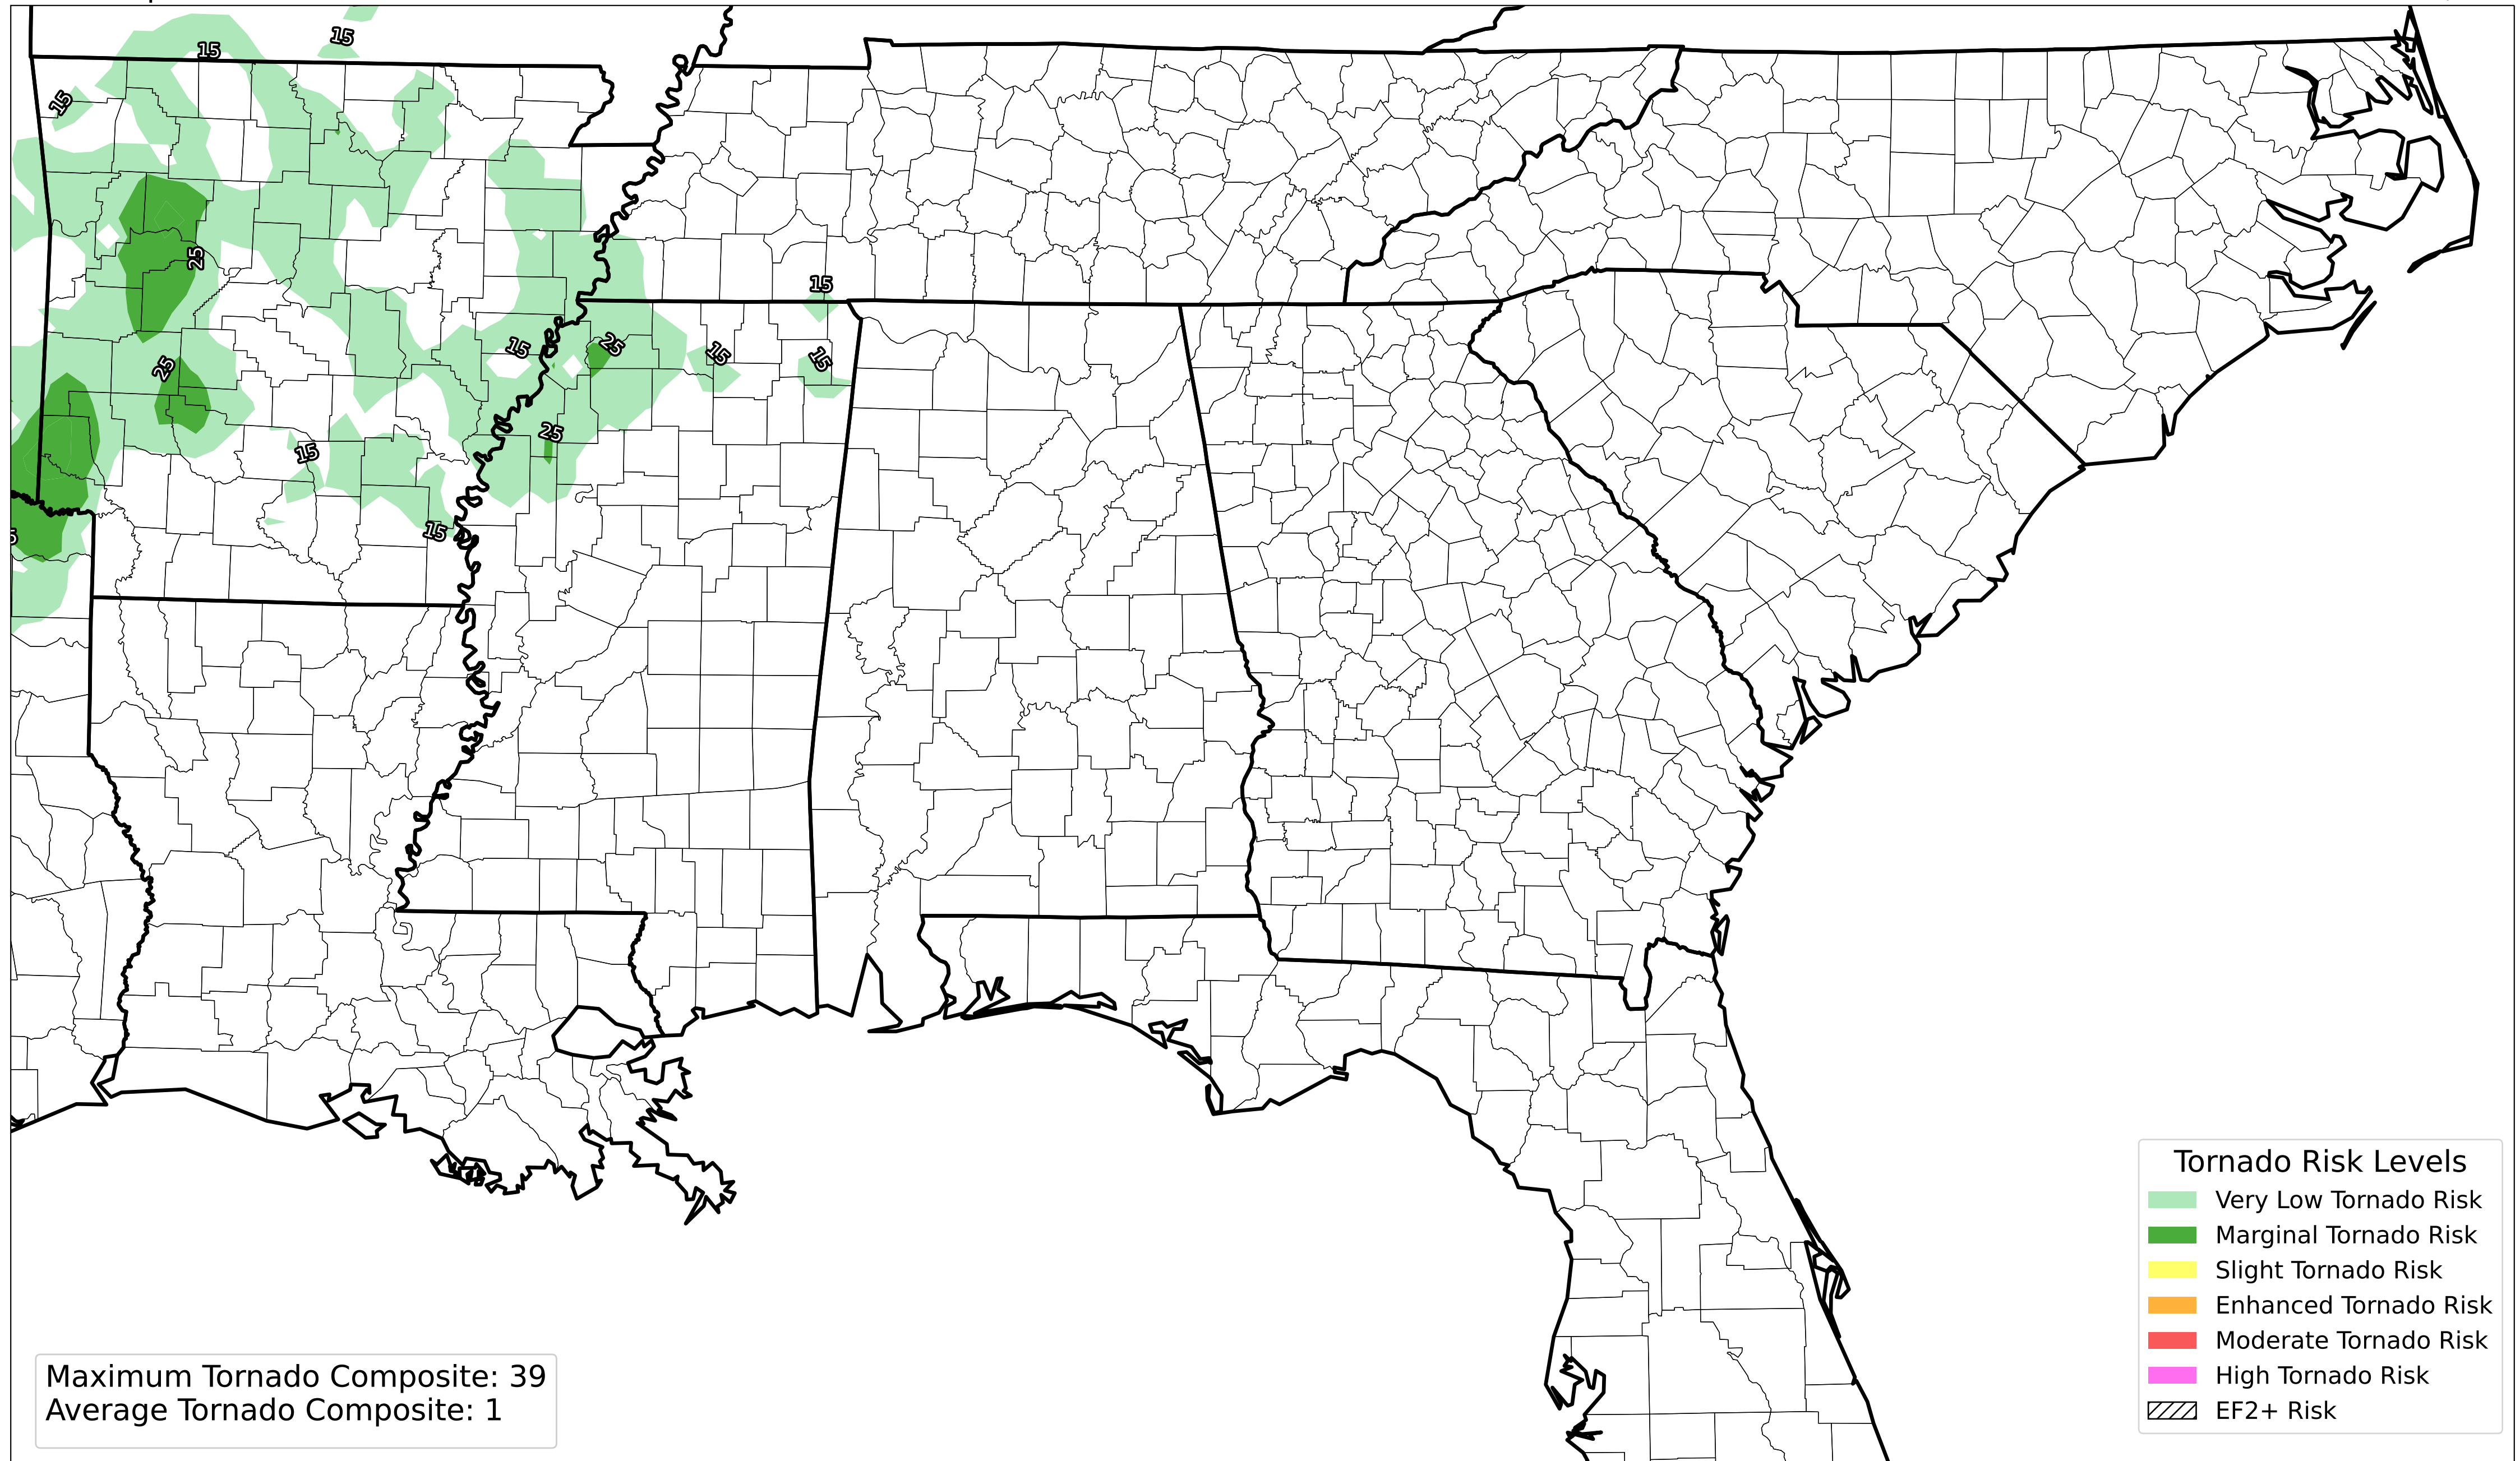 15
15
15
25
15
25
15
25
15
15
25
15
15
5
Tornado Risk Levels
Very Low Tornado Risk
Marginal Tornado Risk
Slight Tornado Risk
Enhanced Tornado Risk
Moderate Tornado Risk
High Tornado Risk
EF2+ Risk
Maximum Tornado Composite: 39
Average Tornado Composite: 1